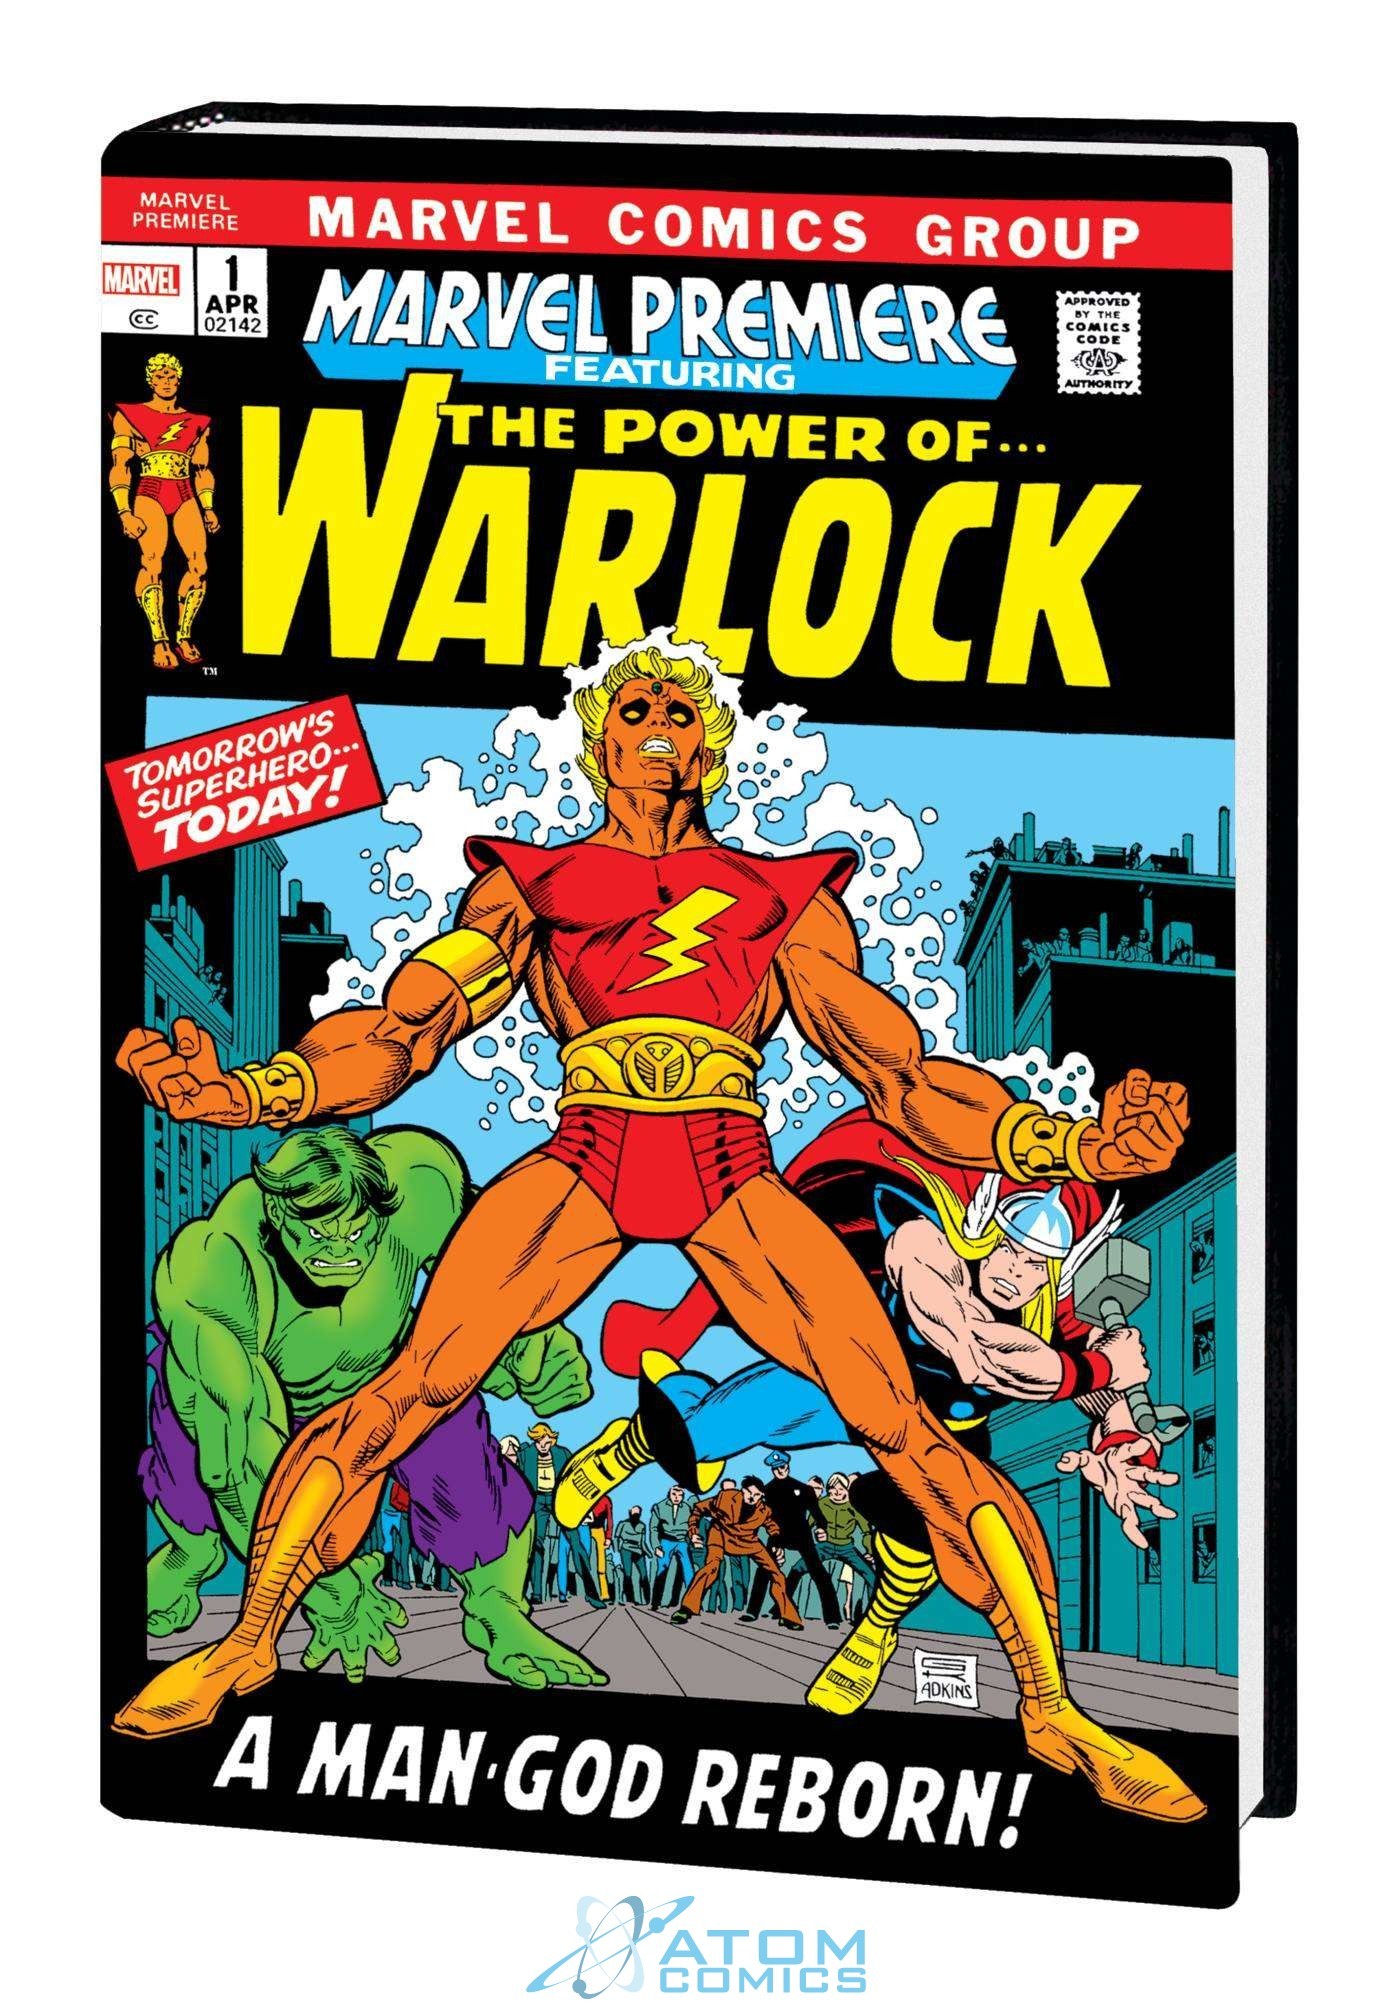 MARVEL
PREMIERE
MARVEL COMICS GROUP
MARVEL
CC
1
APR
02142
MARVEL PREMIERE
FEATURING
THE POWER OF...
WARLOCK
APPROVED
BY THE
COMICS
CODE
AUTHORITY
TM
TOMORROW'S
SUPERHERO...
TODAY!
ADKINS
A MAN-GOD REBORN!
ATOM
COMICS